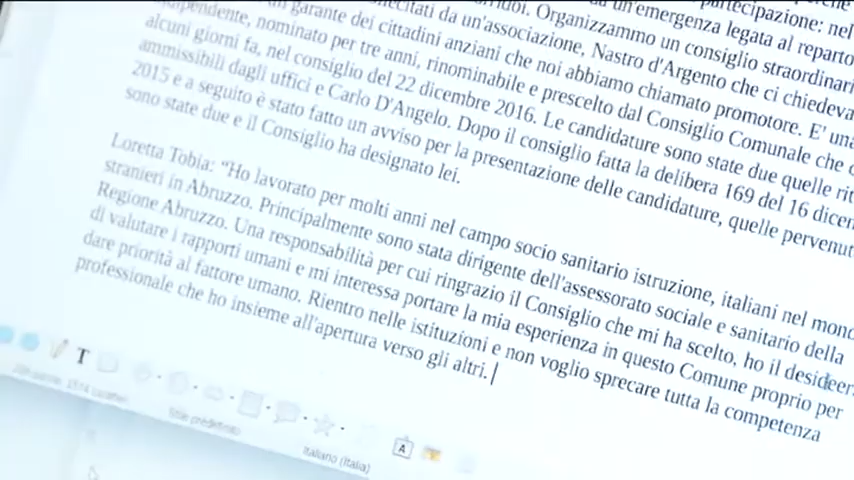 partecipazione: nel
un'emergenza legata al reparto
Organizzammo un consiglio straordinari
da un'associazione, Nastro d'Argento che ci chiedeva
un garante dei cittadini anziani che noi abbiamo chiamato promotore. E' una
nominato per tre anni, rinominabile e prescelto dal Consiglio Comunale che
alcuni giorni fa, nel consiglio del 22 dicembre 2016. Le candidature sono state due quelle rit
ammissibili dagli uffici e Carlo D'Angelo. Dopo il consiglio fatta la delibera 169 del 16 dicem
2015 e a seguito è stato fatto un avviso per la presentazione delle candidature, quelle pervenut
sono state due e il Consiglio ha designato lei.
Loretta Tobia: “Ho lavorato per molti anni nel campo socio sanitario istruzione, italiani nel mond
stranieri in Abruzzo. Principalmente sono stata dirigente dell'assessorato sociale e sanitario della
Regione Abruzzo. Una responsabilità per cui ringrazio il Consiglio che mi ha scelto, ho il desideer
di valutare i rapporti umani e mi interessa portare la mia esperienza in questo Comune proprio per
dare priorità al fattore umano. Rientro nelle istituzioni e non voglio sprecare tutta la competenza
professionale che ho insieme all'apertura verso gli altri.
T
A
Stile predefinito
Italiano (Italia)